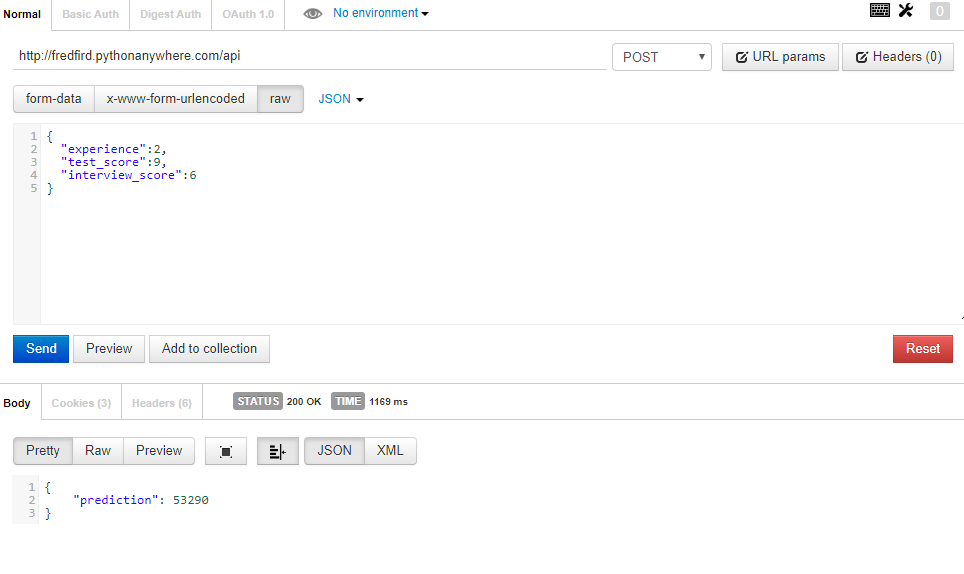 Normal Basic Auth Digest Auth OAuth 1.0 No environment 0
http://fredfird.pythonanywhere.com/api POST URL params Headers (0)
form-data x-www-form-urlencoded raw JSON
1 {
2 "experience":2,
3 "test_score":9,
4 "interview_score":6
5 }
Send Preview Add to collection Reset
Body Cookies (3) Headers (6) STATUS 200 OK TIME 1169 ms
Pretty Raw Preview JSON XML
1 {
2 "prediction": 53290
3 }